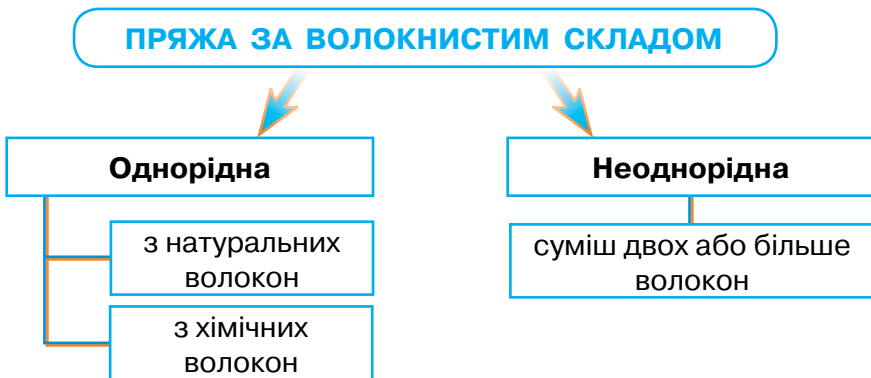 ПРЯЖА ЗА ВОЛОКНИСТИМ СКЛАДОМ
Однорідна
з натуральних
волокон
з хімічних
волокон
Неоднорідна
суміш двох або більше
волокон